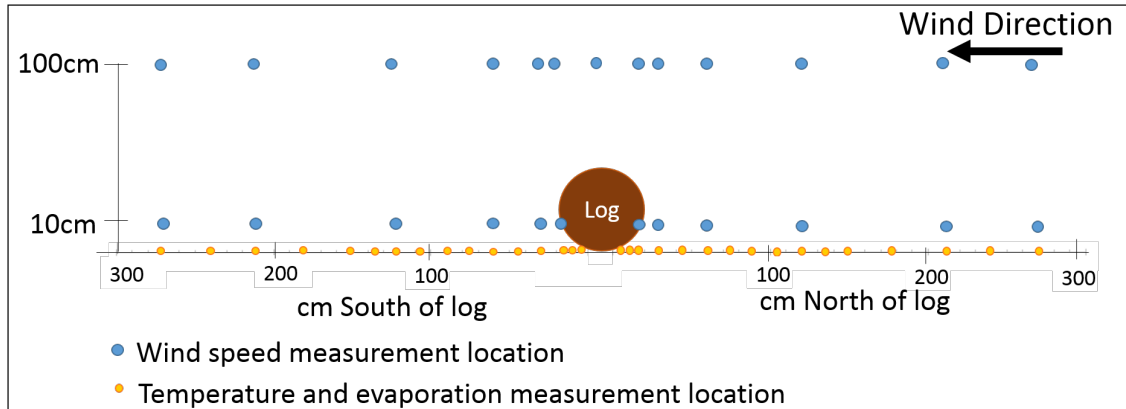 Wind Direction
100cm
Log
10cm
300 200 100 100 200 300
cm South of log cm North of log
Wind speed measurement location
Temperature and evaporation measurement location